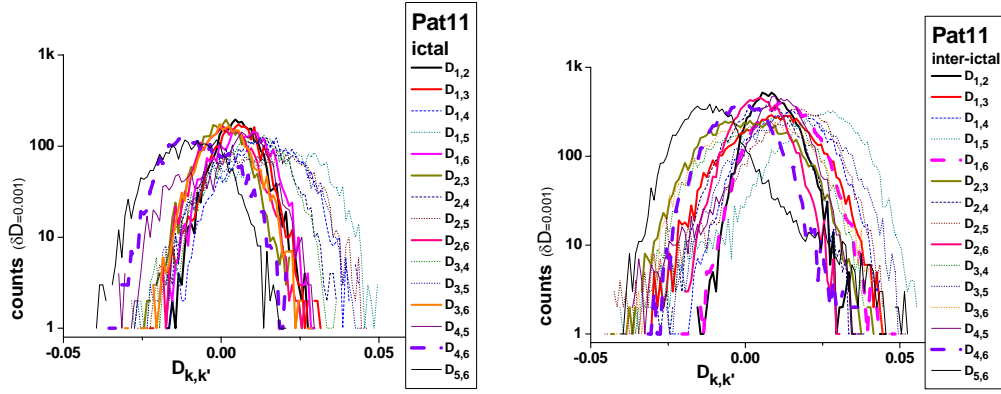 Pat11
ictal
D1,2
D1,3
D1,4
D1,5
D1,6
D2,3
D2,4
D2,5
D2,6
D3,4
D3,5
D3,6
D4,5
D4,6
D5,6
1k
100
10
1
counts (δD=0.001)
-0.05
0.00
0.05
Dk,k'
Pat11
inter-ictal
D1,2
D1,3
D1,4
D1,5
D1,6
D2,3
D2,4
D2,5
D2,6
D3,4
D3,5
D3,6
D4,5
D4,6
D5,6
1k
100
10
1
counts (δD=0.001)
-0.05
0.00
0.05
Dk,k'